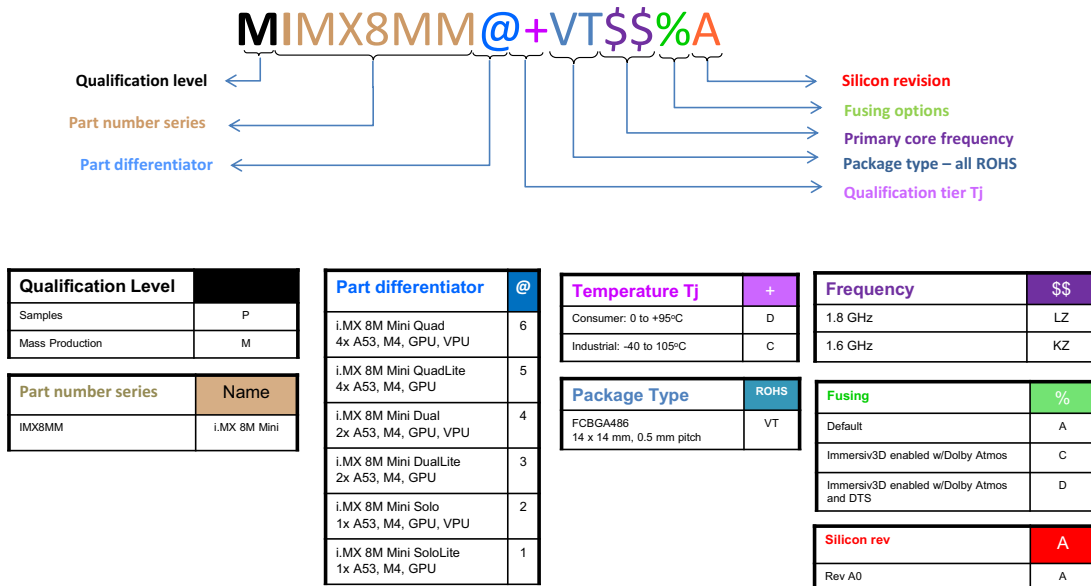 MIMX8MM@+VT$$%A
Qualification level
Part number series
Part differentiator
Silicon revision
Fusing options
Primary core frequency
Package type – all ROHS
Qualification tier Tj
Qualification Level
Samples P
Mass Production M
Part number series Name
IMX8MM i.MX 8M Mini
Part differentiator @
i.MX 8M Mini Quad 6
4x A53, M4, GPU, VPU
i.MX 8M Mini QuadLite 5
4x A53, M4, GPU
i.MX 8M Mini Dual 4
2x A53, M4, GPU, VPU
i.MX 8M Mini DualLite 3
2x A53, M4, GPU
i.MX 8M Mini Solo 2
1x A53, M4, GPU, VPU
i.MX 8M Mini SoloLite 1
1x A53, M4, GPU
Temperature Tj +
Consumer: 0 to +95ºC D
Industrial: -40 to 105ºC C
Package Type ROHS
FCBGA486 VT
14 x 14 mm, 0.5 mm pitch
Frequency $$
1.8 GHz LZ
1.6 GHz KZ
Fusing %
Default A
Immersiv3D enabled w/Dolby Atmos C
Immersiv3D enabled w/Dolby Atmos D
and DTS
Silicon rev A
Rev A0 A